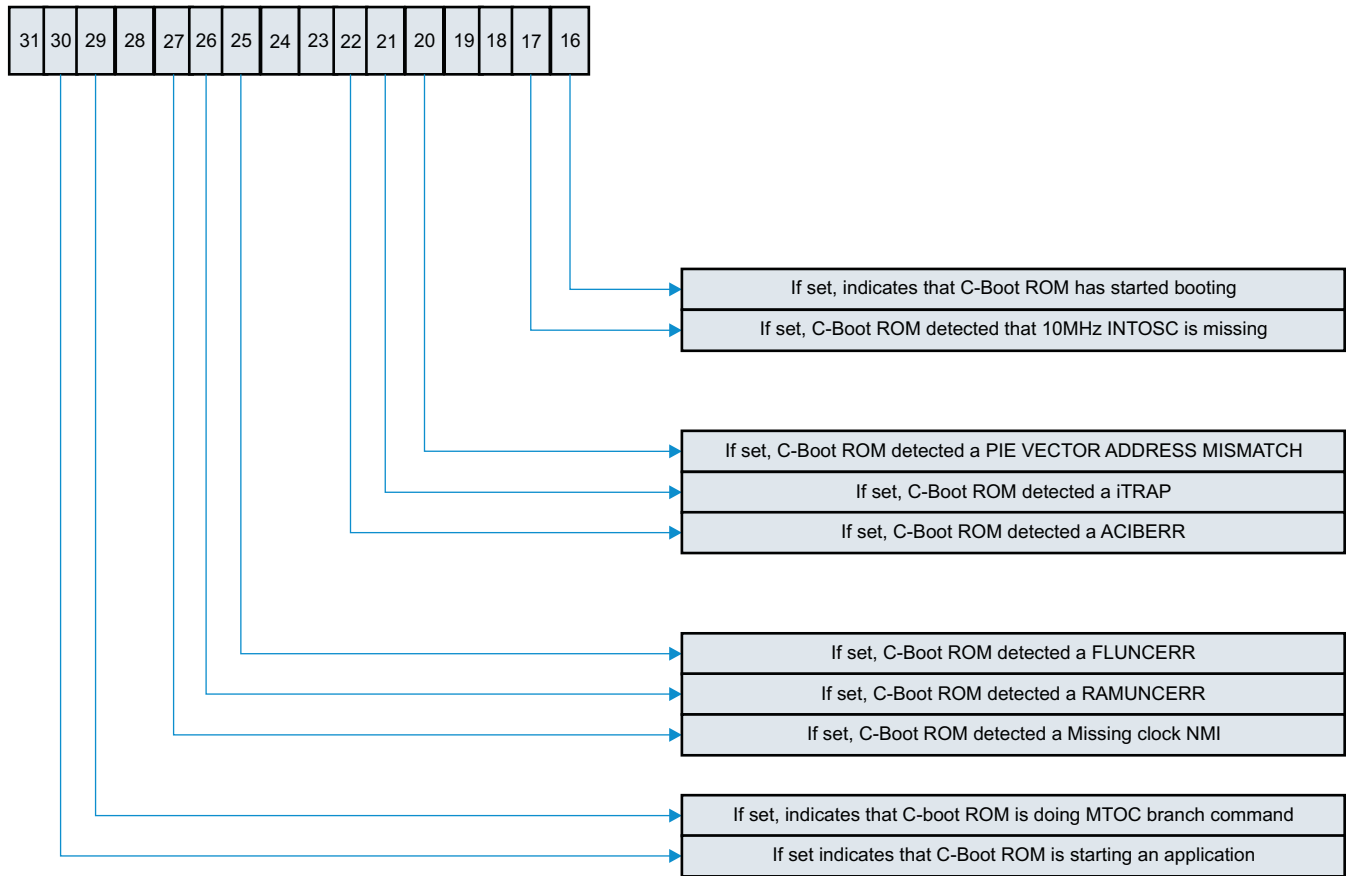 31 30 29 28 27 26 25 24 23 22 21 20 19 18 17 16
If set, indicates that C-Boot ROM has started booting
If set, C-Boot ROM detected that 10MHz INTOSC is missing
If set, C-Boot ROM detected a PIE VECTOR ADDRESS MISMATCH
If set, C-Boot ROM detected a iTRAP
If set, C-Boot ROM detected a ACIBERR
If set, C-Boot ROM detected a FLUNCERR
If set, C-Boot ROM detected a RAMUNCERR
If set, C-Boot ROM detected a Missing clock NMI
If set, indicates that C-boot ROM is doing MTOC branch command
If set indicates that C-Boot ROM is starting an application